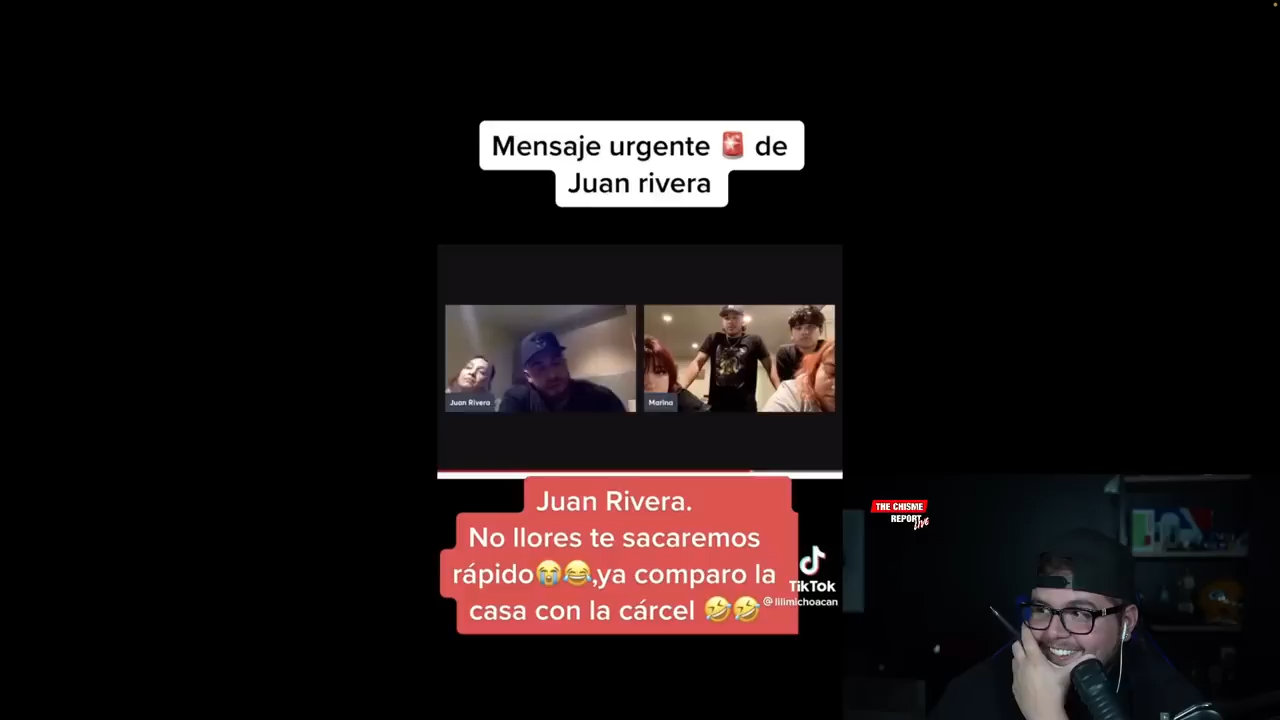 Mensaje urgente 🚨 de
Juan rivera
Juan Rivera
Marina
Juan Rivera.
No llores te sacaremos
rápido😭😂,ya comparo la
casa con la cárcel 🤣🤣
TikTok
@lilimichoacan
THE CHISME
REPORT
Live